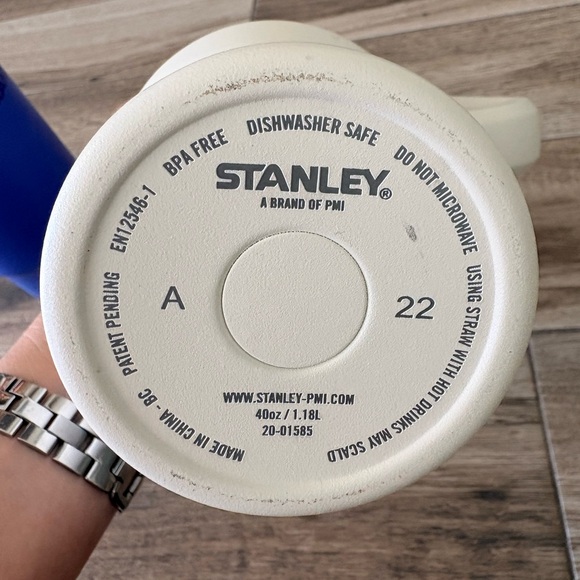 MADE IN CHINA - BC PATENT PENDING EN12546-1 BPA FREE DISHWASHER SAFE DO NOT MICROWAVE USING STRAW WITH HOT DRINKS MAY SCALD
STANLEY®
A BRAND OF PMI
A 22
WWW.STANLEY-PMI.COM
40oz / 1.18L
20-01585